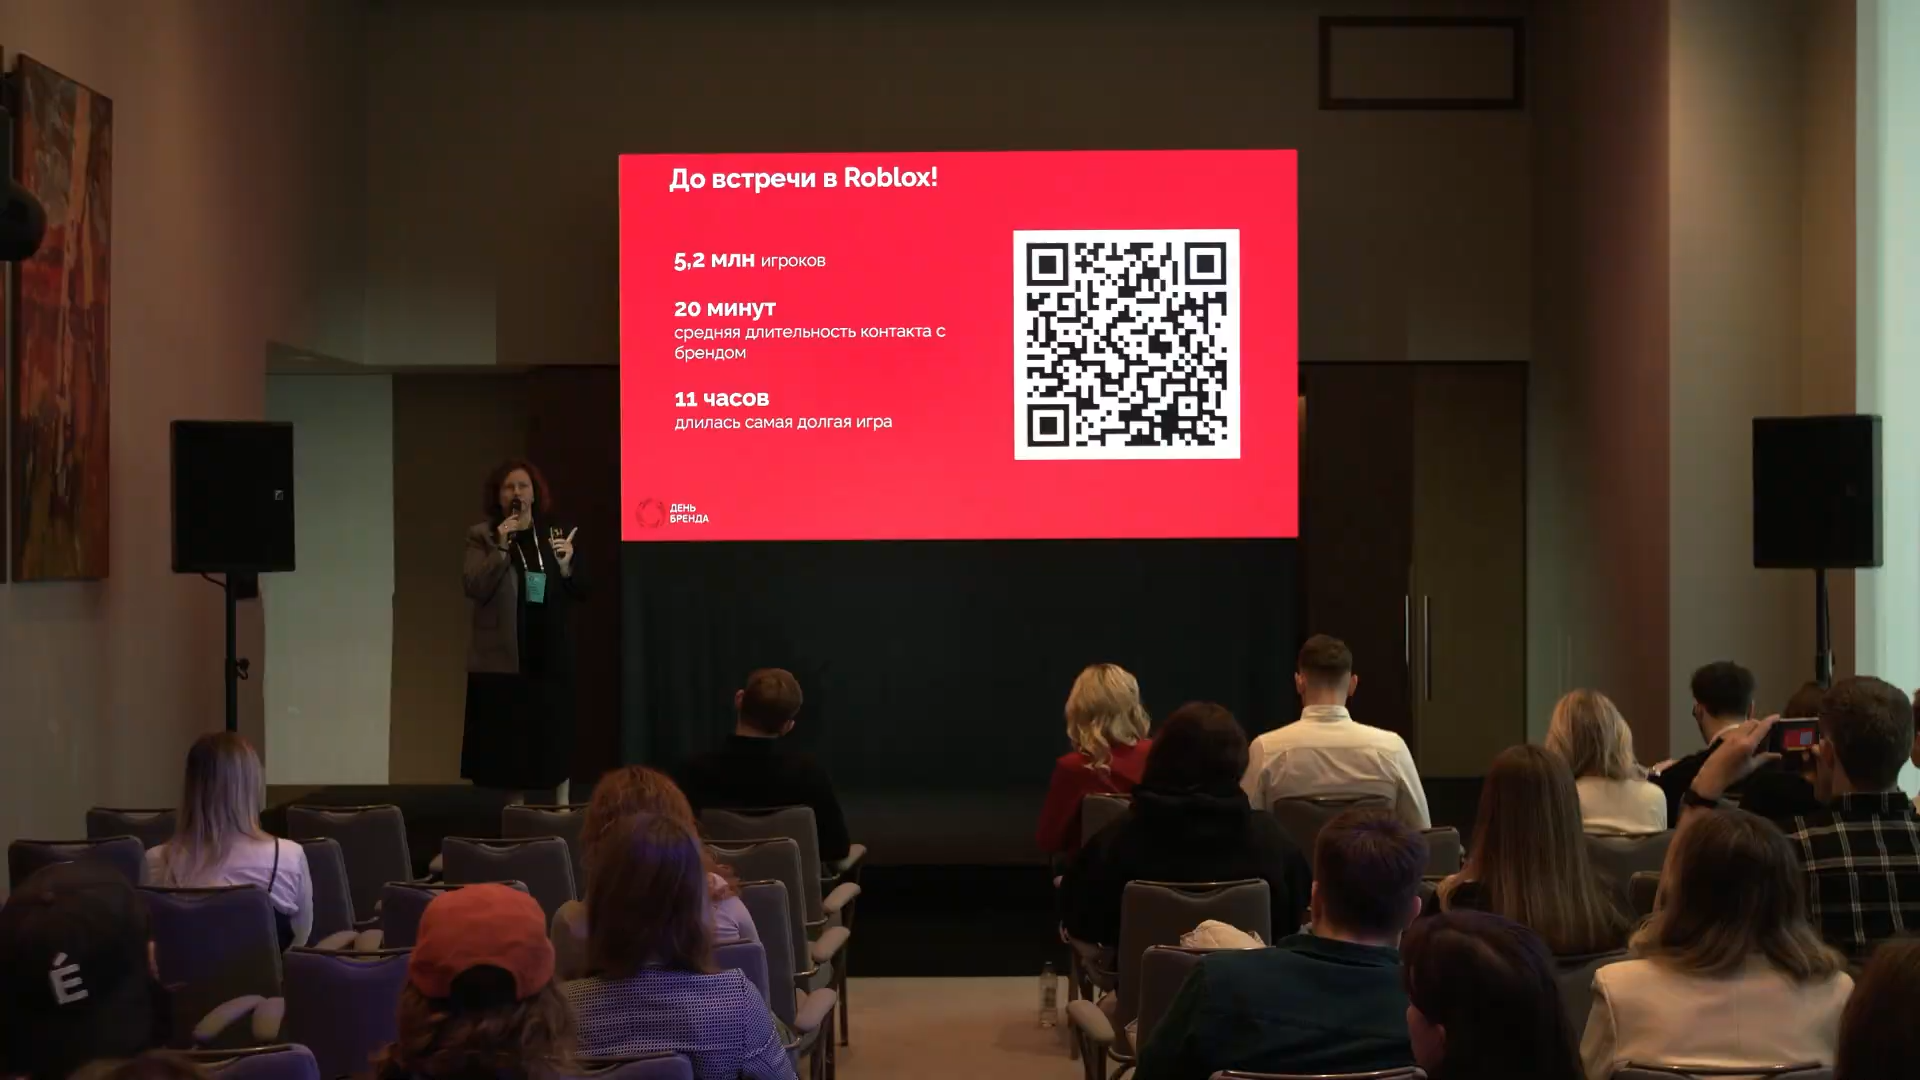 До встречи в Roblox!
5,2 млн игроков
20 минут
средняя длительность контакта с
брендом
11 часов
длилась самая долгая игра
ДЕНЬ
БРЕНДА
É